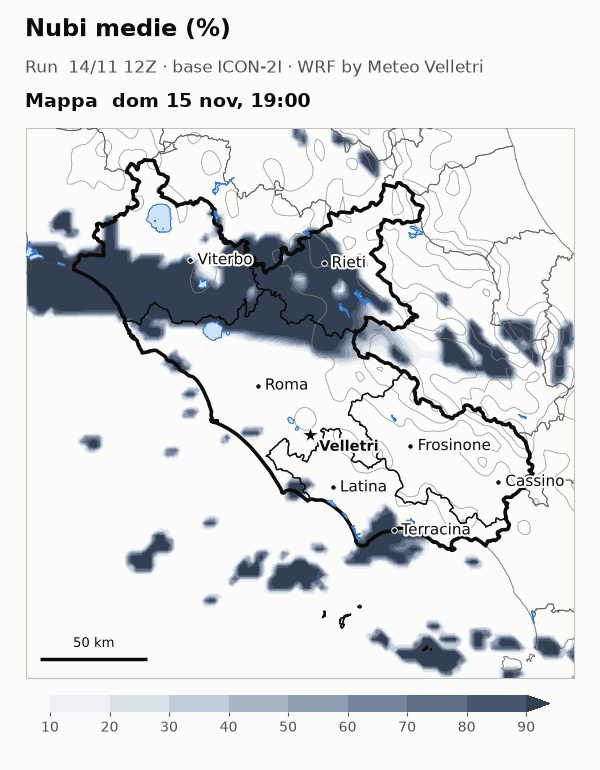 Nubi medie (%)
Run 14/11 12Z · base ICON-2I · WRF by Meteo Velletri
Mappa dom 15 nov, 19:00
Viterbo
Rieti
Roma
Velletri
Frosinone
Latina
Cassino
Terracina
50 km
10 20 30 40 50 60 70 80 90